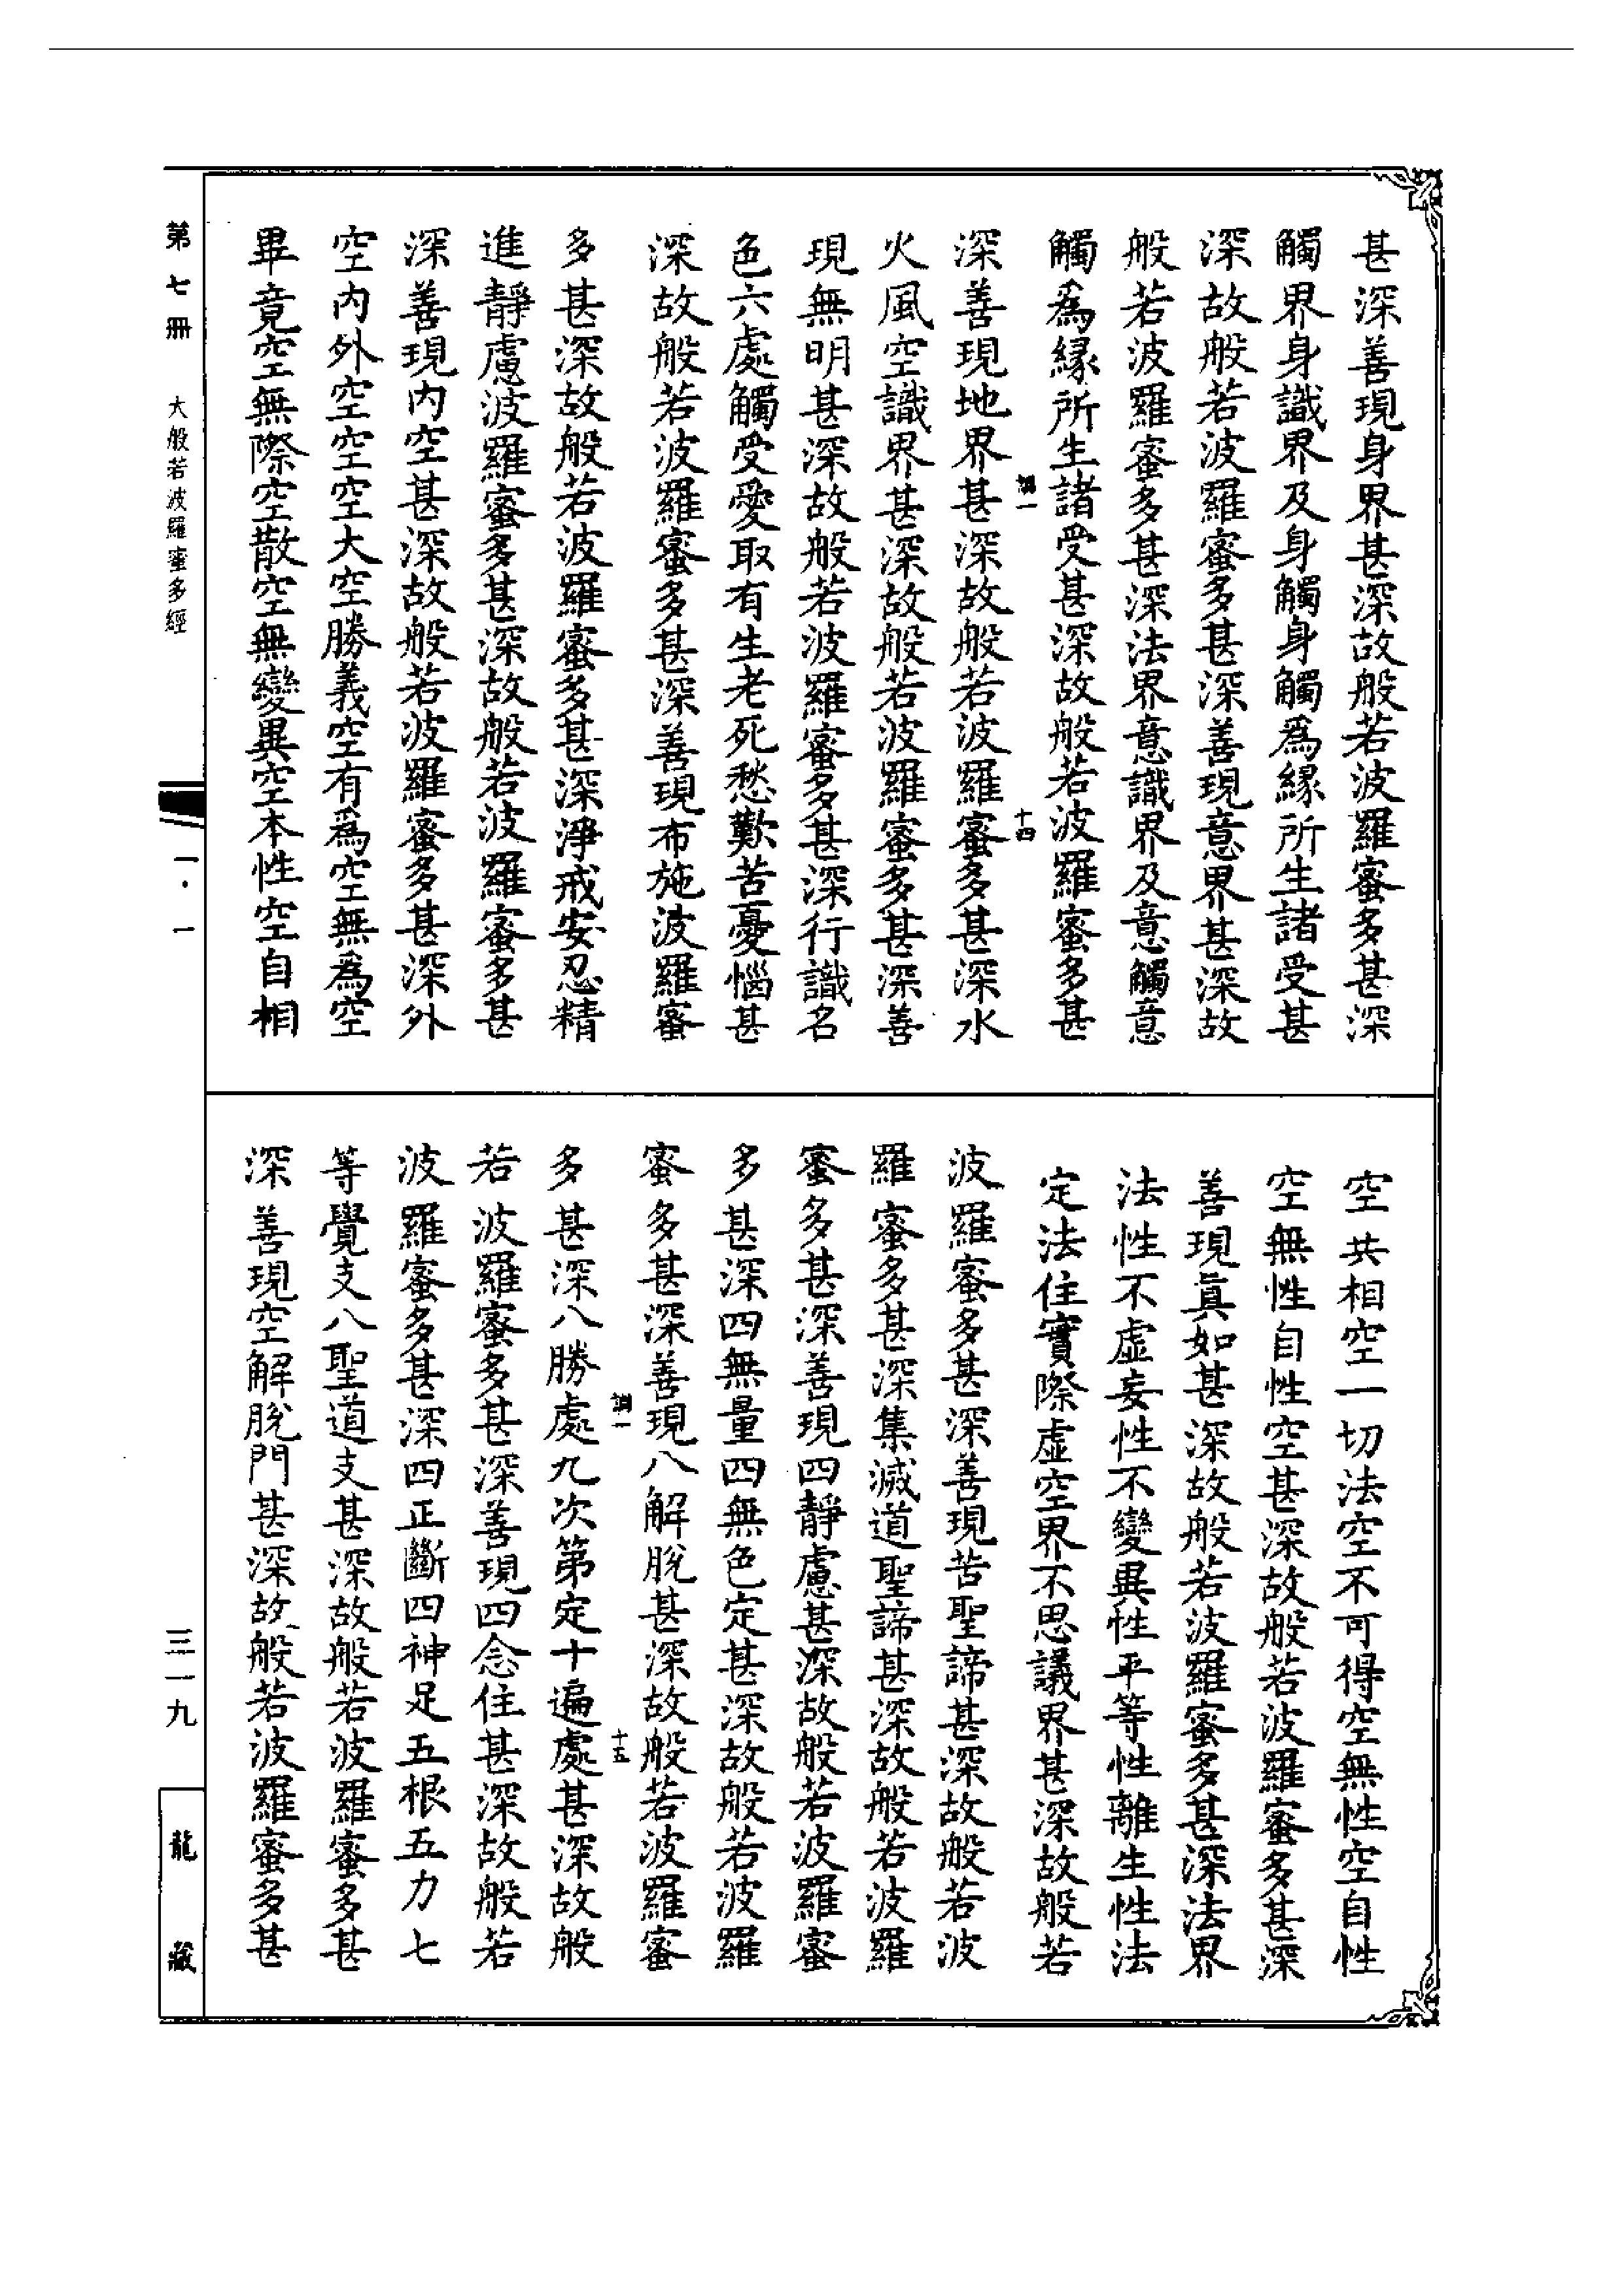 甚深善現身界甚深故般若波羅蜜多甚深
觸界身識界及身觸身觸爲緣所生諸受甚
深故般若波羅蜜多甚深善現意界甚深故
般若波羅蜜多甚深法界意識界及意觸意
觸爲緣所生諸受甚深故般若波羅蜜多甚
調一
十四
深善現地界甚深故般若波羅蜜多甚深水
火風空識界甚深故般若波羅蜜多甚深善
現無明甚深故般若波羅蜜多甚深行識名
色六處觸受愛取有生老死愁歎苦憂惱甚
深故般若波羅蜜多甚深善現布施波羅蜜
多甚深故般若波羅蜜多甚深淨戒安忍精
進靜慮波羅蜜多甚深故般若波羅蜜多甚
深善現內空甚深故般若波羅蜜多甚深外
空內外空空空大空勝義空有爲空無爲空
畢竟空無際空散空無變異空本性空自相
空共相空一切法空不可得空無性空自性
空無性自性空甚深故般若波羅蜜多甚深
善現眞如甚深故般若波羅蜜多甚深法界
法性不虛妄性不變異性平等性離生性法
定法住實際虛空界不思議界甚深故般若
波羅蜜多甚深善現苦聖諦甚深故般若波
羅蜜多甚深集滅道聖諦甚深故般若波羅
蜜多甚深善現四靜慮甚深故般若波羅蜜
多甚深四無量四無色定甚深故般若波羅
蜜多甚深善現八解脫甚深故般若波羅蜜
調一
十五
多甚深八勝處九次第定十遍處甚深故般
若波羅蜜多甚深善現四念住甚深故般若
波羅蜜多甚深四正斷四神足五根五力七
等覺支八聖道支甚深故般若波羅蜜多甚
深善現空解脫門甚深故般若波羅蜜多甚
第七冊
大般若波羅蜜多經
一·一
三一九
龍藏